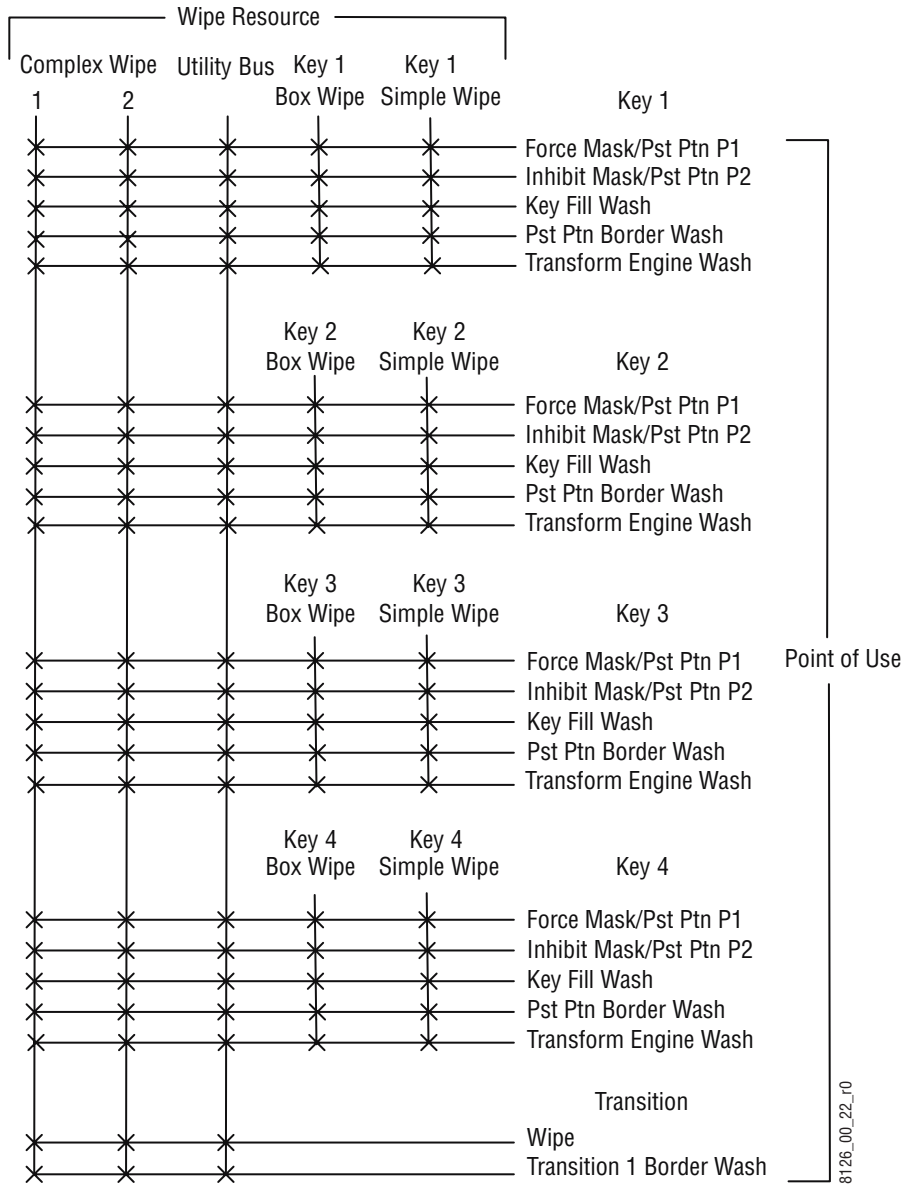 Wipe Resource
Complex Wipe Utility Bus Key 1 Box Wipe Key 1 Simple Wipe
1 2 Key 1
Force Mask/Pst Ptn P1
Inhibit Mask/Pst Ptn P2
Key Fill Wash
Pst Ptn Border Wash
Transform Engine Wash
Key 2 Key 2
Box Wipe Simple Wipe Key 2
Force Mask/Pst Ptn P1
Inhibit Mask/Pst Ptn P2
Key Fill Wash
Pst Ptn Border Wash
Transform Engine Wash
Key 3 Key 3
Box Wipe Simple Wipe Key 3
Force Mask/Pst Ptn P1
Point of Use
Inhibit Mask/Pst Ptn P2
Key Fill Wash
Pst Ptn Border Wash
Transform Engine Wash
Key 4 Key 4
Box Wipe Simple Wipe Key 4
Force Mask/Pst Ptn P1
Inhibit Mask/Pst Ptn P2
Key Fill Wash
Pst Ptn Border Wash
Transform Engine Wash
Transition
Wipe
Transition 1 Border Wash
8126_00_22_r0